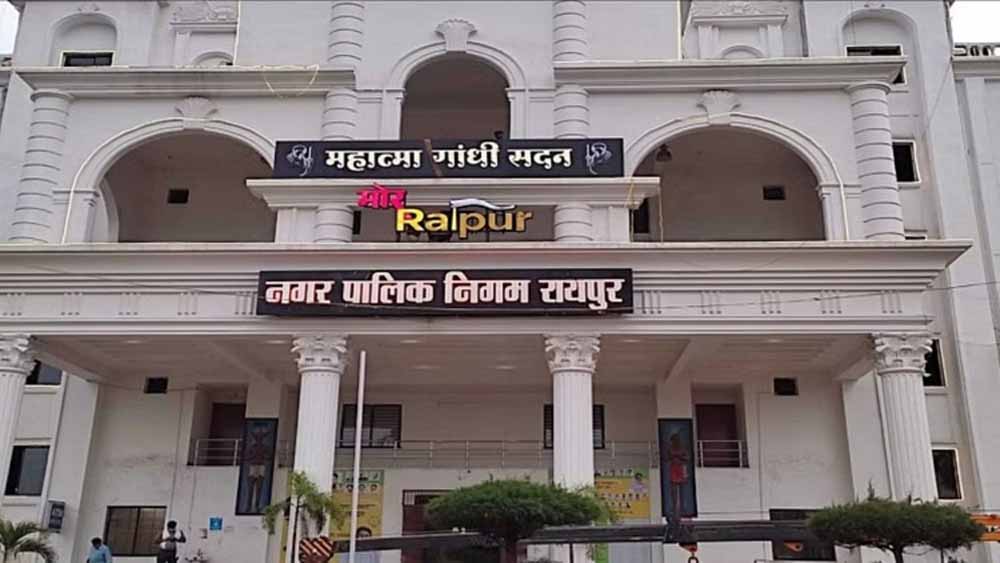 महात्मा गांधी सदन
मोर
Raipur
नगर पालिक निगम रायपुर